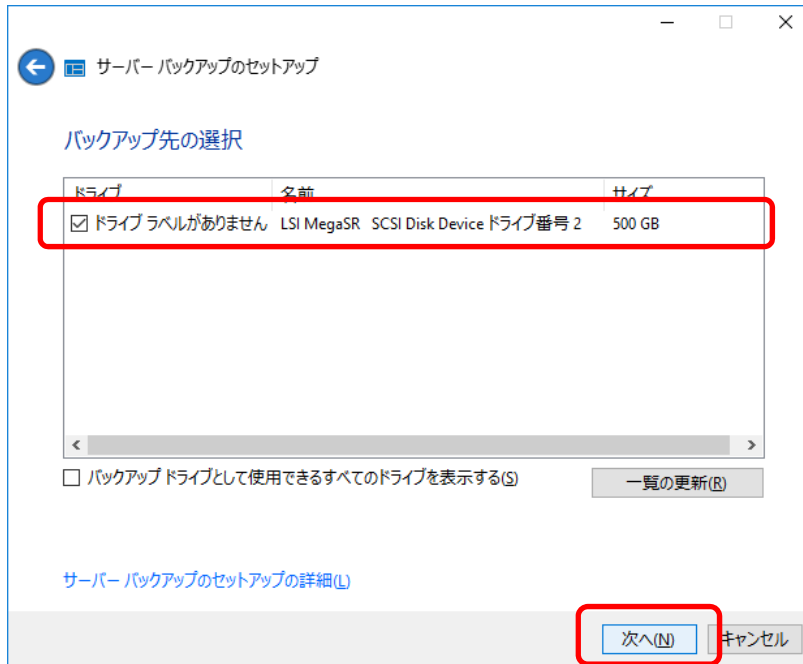 サーバー バックアップのセットアップ
バックアップ先の選択
ドライブ 名前 サイズ
ドライブ ラベルがありません LSI MegaSR SCSI Disk Device ドライブ番号 2 500 GB
バックアップ ドライブとして使用できるすべてのドライブを表示する(S)
一覧の更新(R)
サーバー バックアップのセットアップの詳細(L)
次へ(N) キャンセル